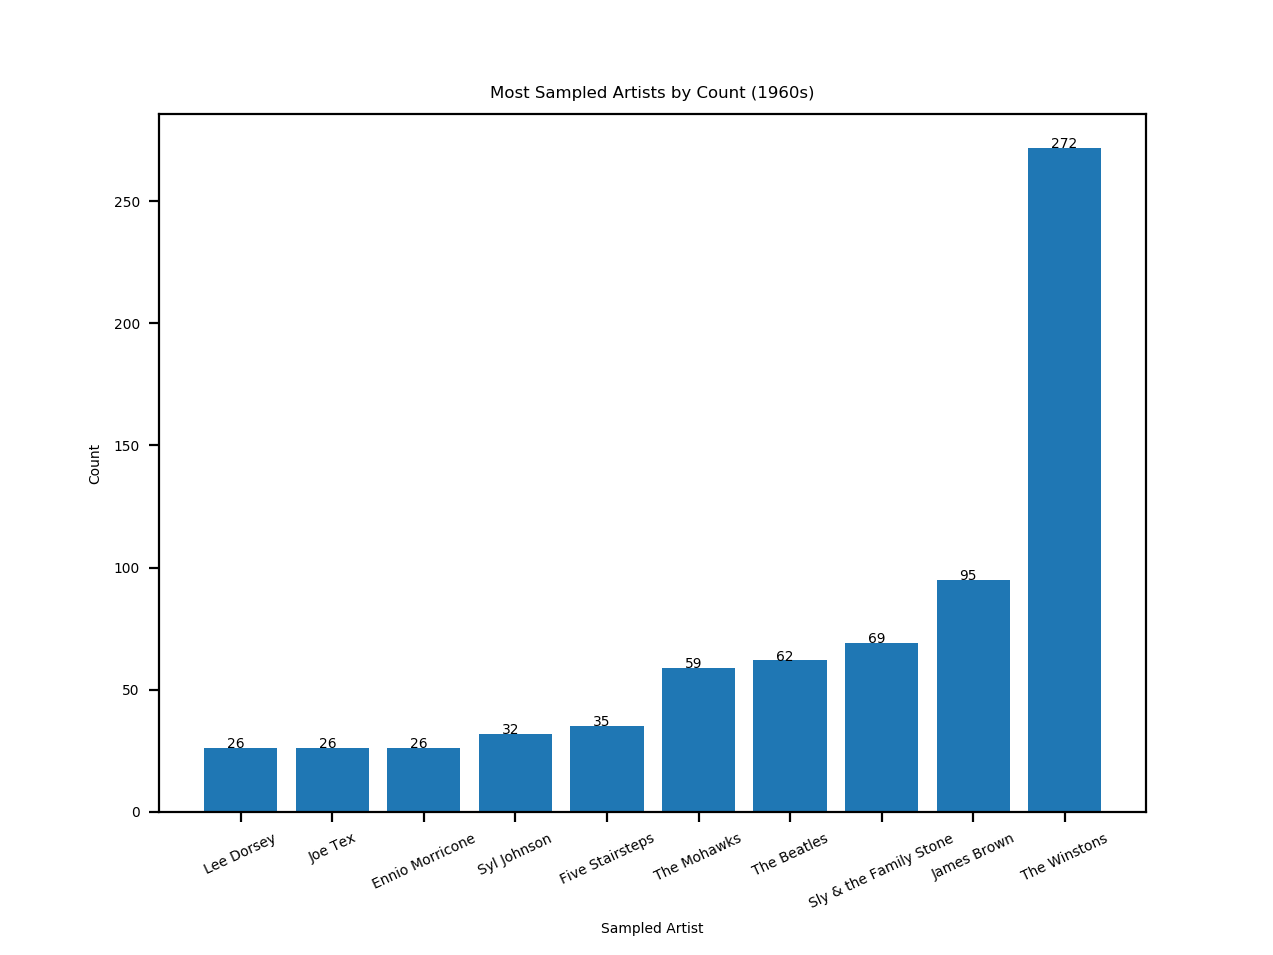 Most Sampled Artists by Count (1960s)
Count
250
200
150
100
50
0
26
26
26
32
35
59
62
69
95
272
Lee Dorsey
Joe Tex
Ennio Morricone
Syl Johnson
Five Stairsteps
The Mohawks
The Beatles
Sly & the Family Stone
James Brown
The Winstons
Sampled Artist